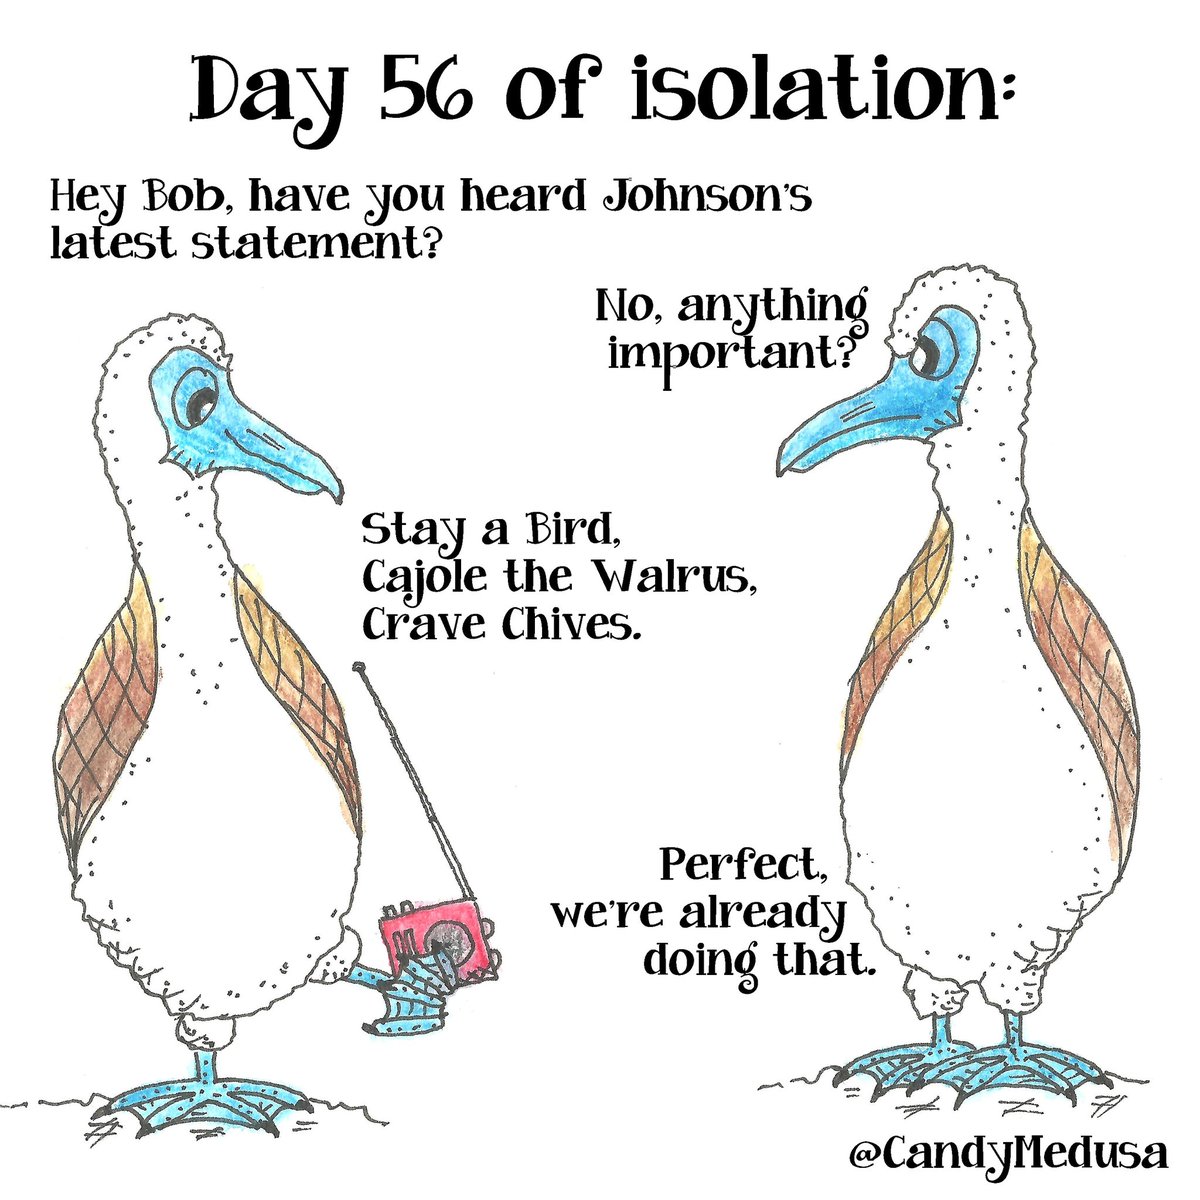 Day 56 of isolation:
Hey Bob, have you heard Johnson's
latest statement?
No, anything
important?
Stay a Bird,
Cajole the Walrus,
Crave Chives.
Perfect,
we're already
doing that.
@CandyMedusa